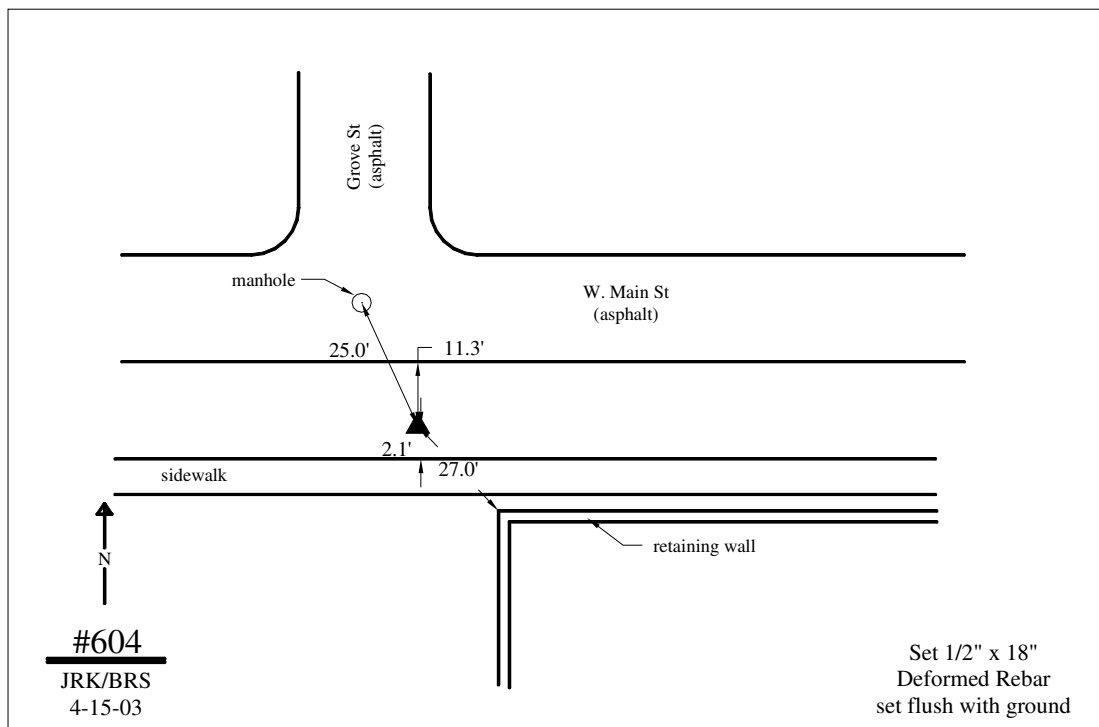 Grove St
(asphalt)
manhole
W. Main St
(asphalt)
25.0'
11.3'
2.1'
27.0'
sidewalk
retaining wall
N
#604
JRK/BRS
4-15-03
Set 1/2" x 18"
Deformed Rebar
set flush with ground